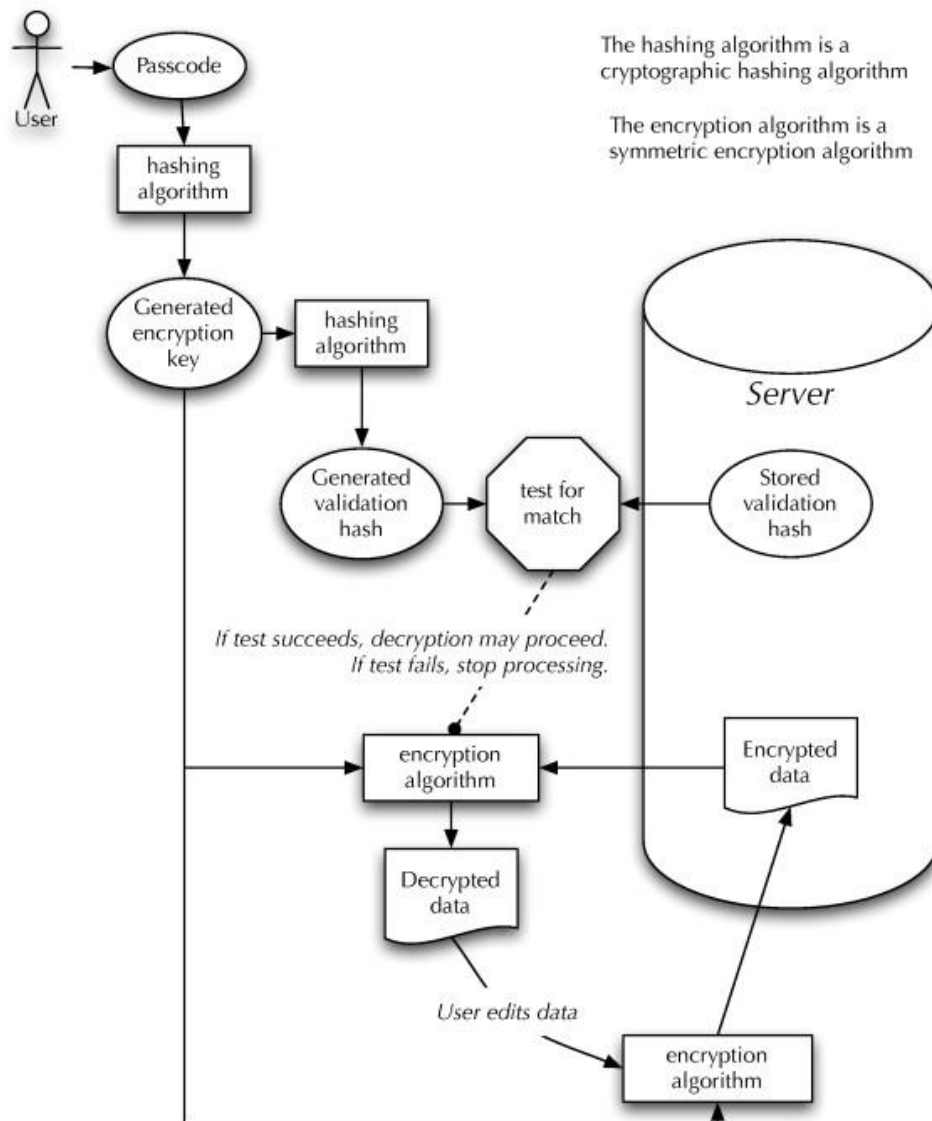 The hashing algorithm is a
cryptographic hashing algorithm
The encryption algorithm is a
symmetric encryption algorithm
User
Passcode
hashing
algorithm
Generated
encryption
key
hashing
algorithm
Server
Generated
validation
hash
test for
match
Stored
validation
hash
If test succeeds, decryption may proceed.
If test fails, stop processing.
encryption
algorithm
Encrypted
data
Decrypted
data
User edits data
encryption
algorithm